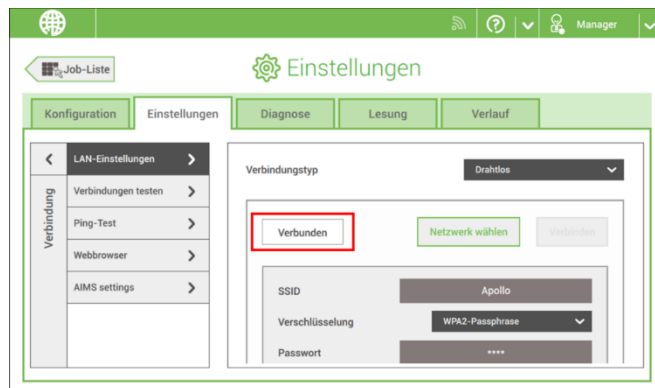 Manager
Job-Liste
Einstellungen
Konfiguration
Einstellungen
Diagnose
Lesung
Verlauf
Verbindung
LAN-Einstellungen
Verbindungen testen
Ping-Test
Webbrowser
AIMS settings
Verbindungstyp
Drahtlos
Verbunden
Netzwerk wählen
Verbinden
SSID
Apollo
Verschlüsselung
WPA2-Passphrase
Passwort
****